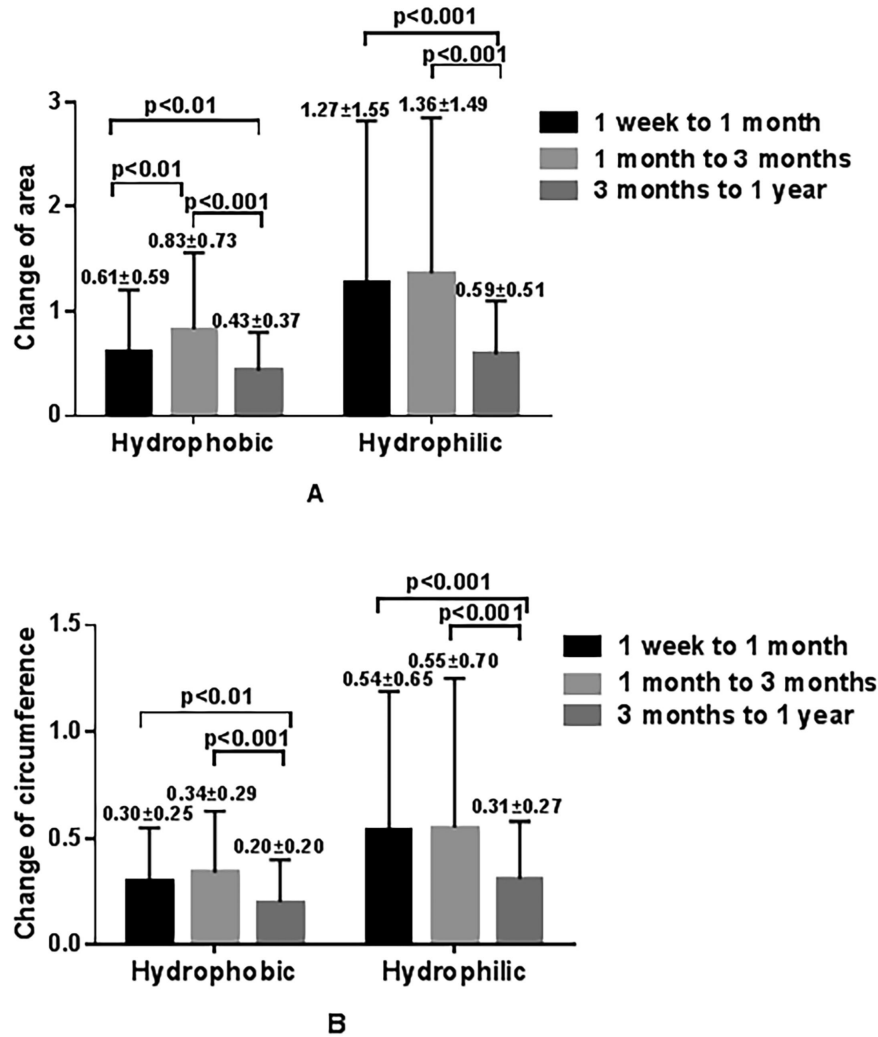 p<0.001
p<0.001
3
p<0.01
1.27±1.55 1.36±1.49
1 week to 1 month
1 month to 3 months
3 months to 1 year
p<0.01
2
p<0.001
0.83±0.73
0.61±0.59
0.43±0.37
0.59±0.51
Change of area
1
0
Hydrophobic Hydrophilic
A
p<0.001
p<0.001
1.5
1 week to 1 month
1 month to 3 months
3 months to 1 year
0.55±0.70
0.54±0.65
p<0.01
p<0.001
1.0
0.34±0.29
0.30±0.25
0.31±0.27
0.20±0.20
Change of circumference
0.5
0.0
Hydrophobic Hydrophilic
B